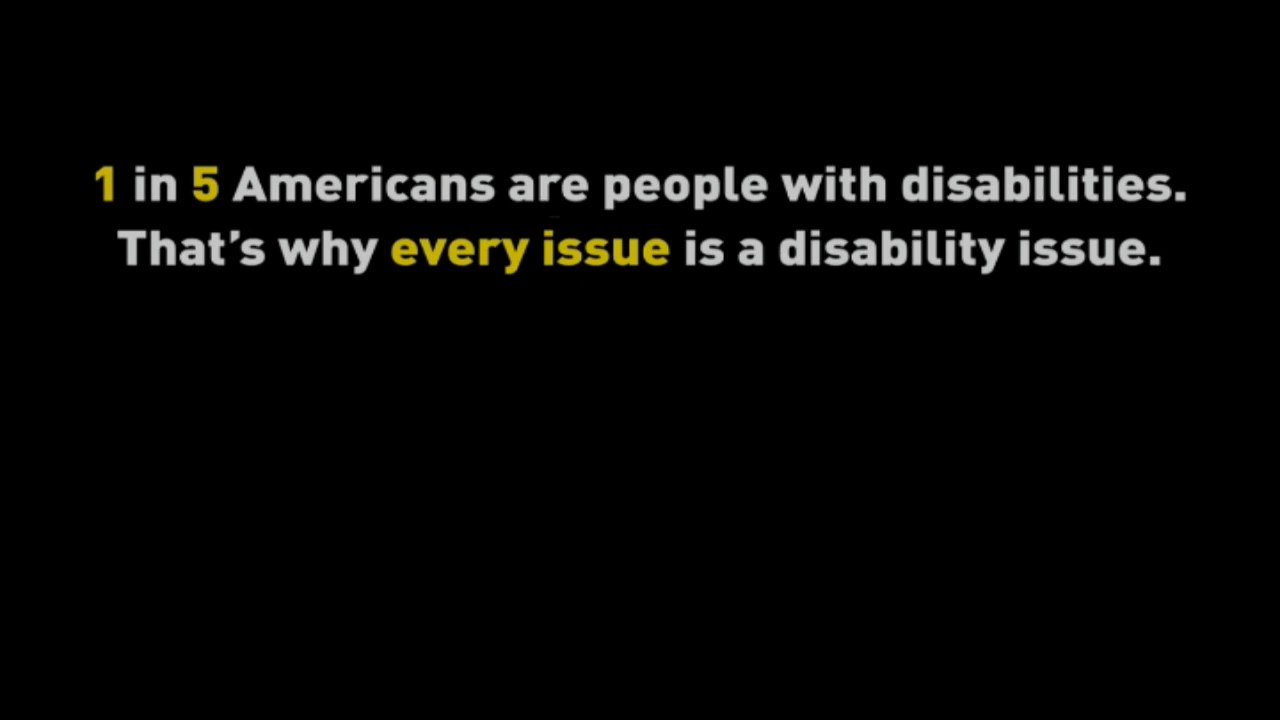 1 in 5 Americans are people with disabilities.
That’s why every issue is a disability issue.